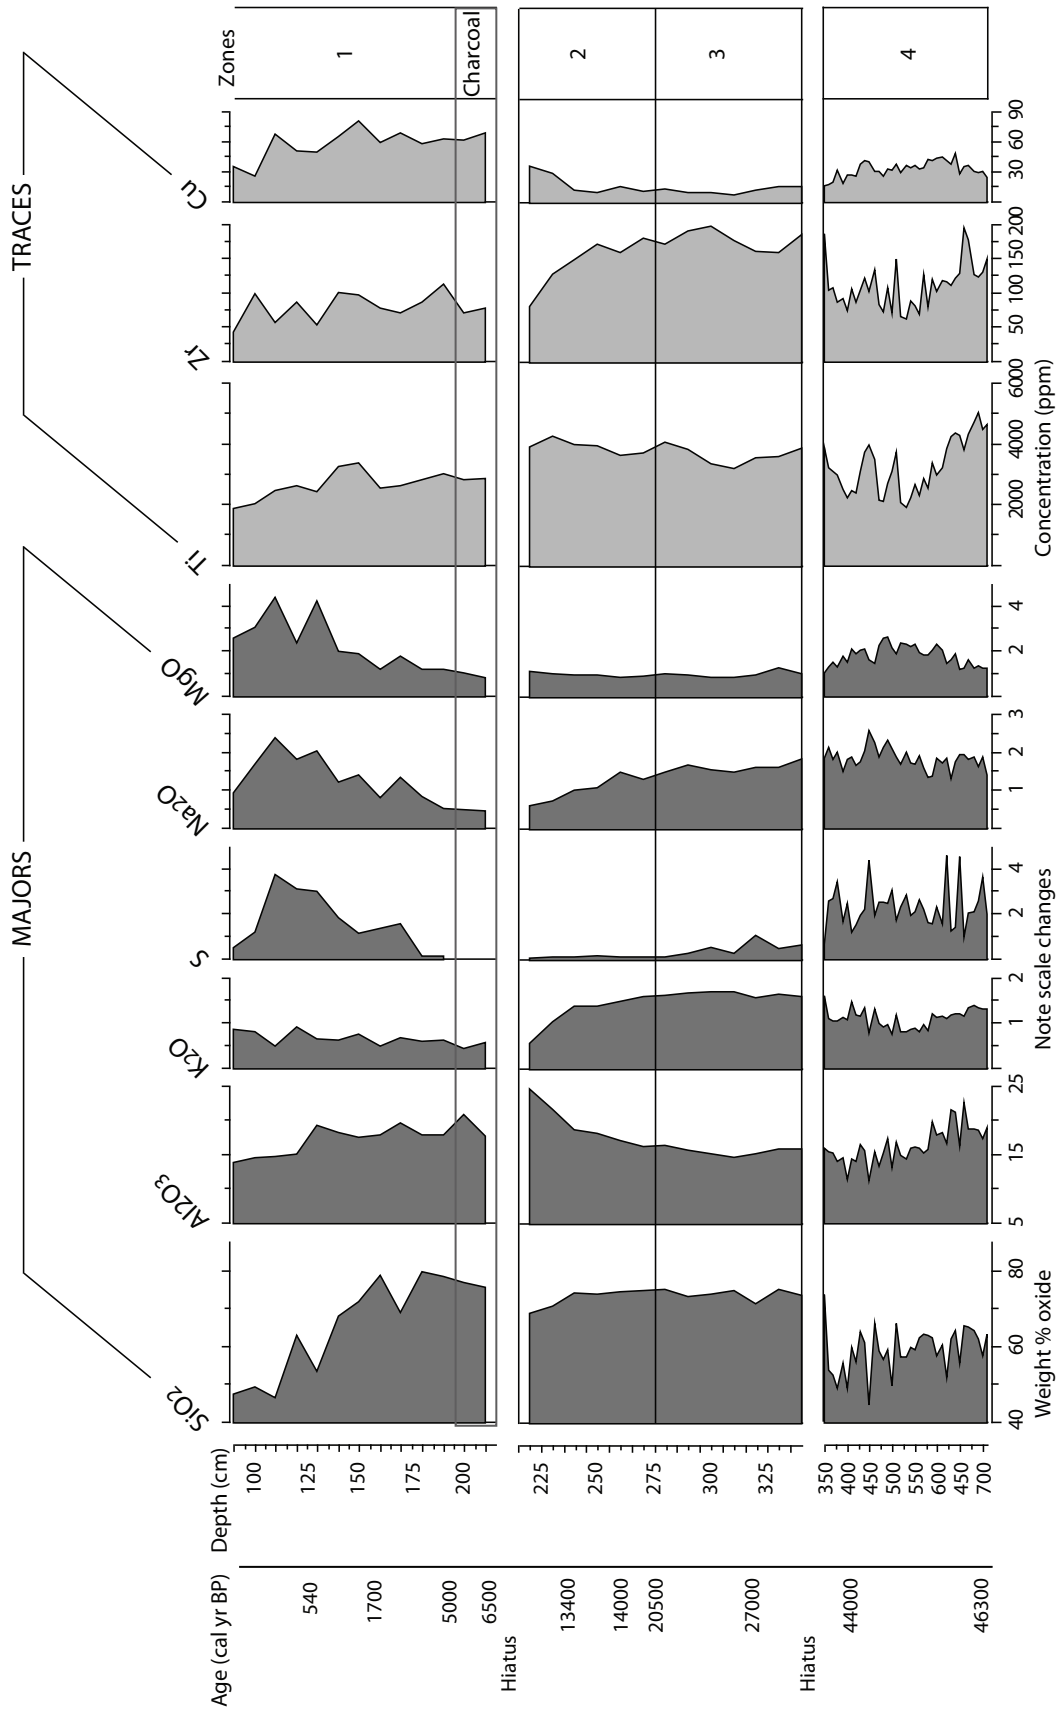 MAJORS
TRACES
Age (cal yr BP)
Depth (cm)
SiO2
Al2O3
K2O
S
Na2O
MgO
Ti
Zr
Cu
Zones
540
1700
5000
6500
100
125
150
175
200
1
Charcoal
Hiatus
13400
14000
20500
27000
225
250
275
300
325
2
3
Hiatus
44000
46300
350
400
450
500
550
600
450
700
4
40
60
80
5
15
25
1
2
2
4
1
2
3
2
4
2000
4000
6000
50
100
150
200
30
60
90
Weight % oxide
Note scale changes
Concentration (ppm)